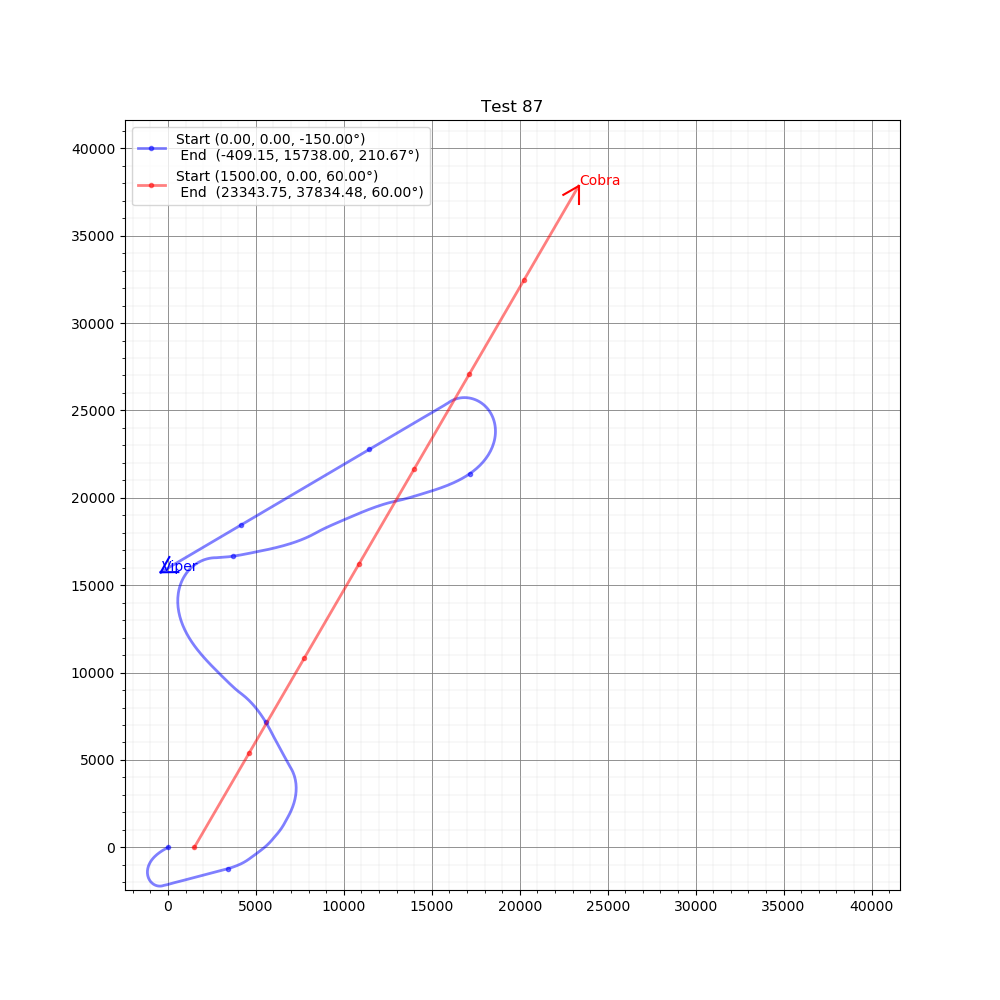 Test 87
Start (0.00, 0.00, -150.00°)
End (-409.15, 15738.00, 210.67°)
Start (1500.00, 0.00, 60.00°)
End (23343.75, 37834.48, 60.00°)
Cobra
Viper
40000
35000
30000
25000
20000
15000
10000
5000
0
0 5000 10000 15000 20000 25000 30000 35000 40000